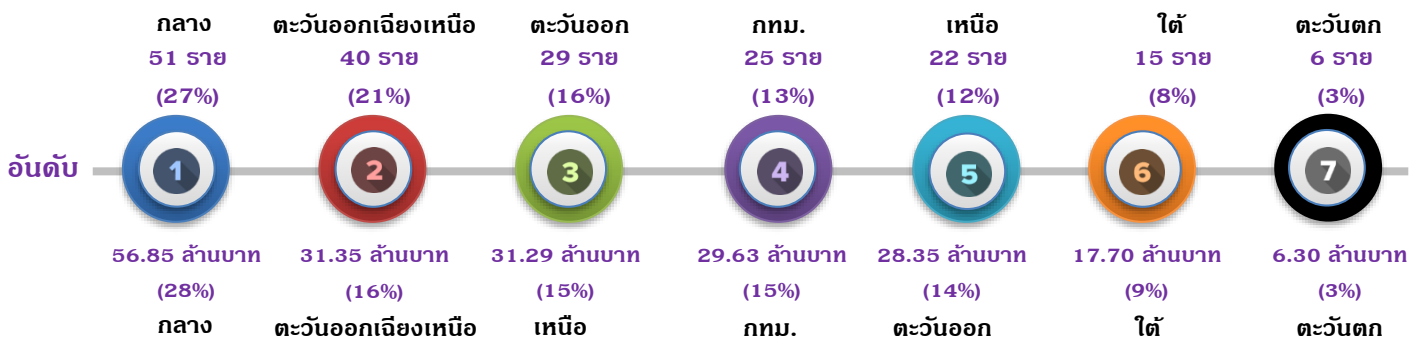 กลาง ตะวันออกเฉียงเหนือ ตะวันออก กทม. เหนือ ใต้ ตะวันตก
51 ราย 40 ราย 29 ราย 25 ราย 22 ราย 15 ราย 6 ราย
(27%) (21%) (16%) (13%) (12%) (8%) (3%)
อันดับ 1 2 3 4 5 6 7
56.85 ล้านบาท 31.35 ล้านบาท 31.29 ล้านบาท 29.63 ล้านบาท 28.35 ล้านบาท 17.70 ล้านบาท 6.30 ล้านบาท
(28%) (16%) (15%) (15%) (14%) (9%) (3%)
กลาง ตะวันออกเฉียงเหนือ เหนือ กทม. ตะวันออก ใต้ ตะวันตก